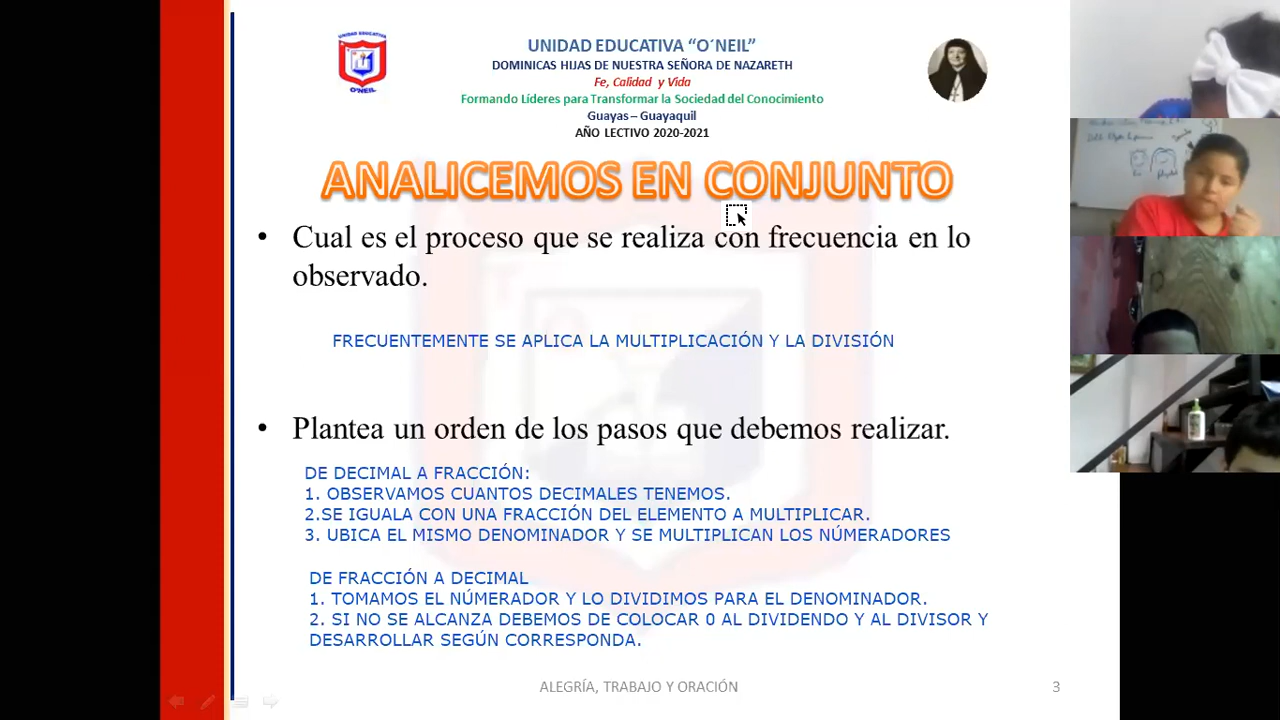 UNIDAD EDUCATIVA
O'NEIL
UNIDAD EDUCATIVA “O´NEIL”
DOMINICAS HIJAS DE NUESTRA SEÑORA DE NAZARETH
Fe, Calidad y Vida
Formando Líderes para Transformar la Sociedad del Conocimiento
Guayas – Guayaquil
AÑO LECTIVO 2020-2021
ANALICEMOS EN CONJUNTO
• Cual es el proceso que se realiza con frecuencia en lo
observado.
FRECUENTEMENTE SE APLICA LA MULTIPLICACIÓN Y LA DIVISIÓN
• Plantea un orden de los pasos que debemos realizar.
DE DECIMAL A FRACCIÓN:
1. OBSERVAMOS CUANTOS DECIMALES TENEMOS.
2.SE IGUALA CON UNA FRACCIÓN DEL ELEMENTO A MULTIPLICAR.
3. UBICA EL MISMO DENOMINADOR Y SE MULTIPLICAN LOS NÚMERADORES
DE FRACCIÓN A DECIMAL
1. TOMAMOS EL NÚMERADOR Y LO DIVIDIMOS PARA EL DENOMINADOR.
2. SI NO SE ALCANZA DEBEMOS DE COLOCAR 0 AL DIVIDENDO Y AL DIVISOR Y
DESARROLLAR SEGÚN CORRESPONDA.
ALEGRÍA, TRABAJO Y ORACIÓN
3